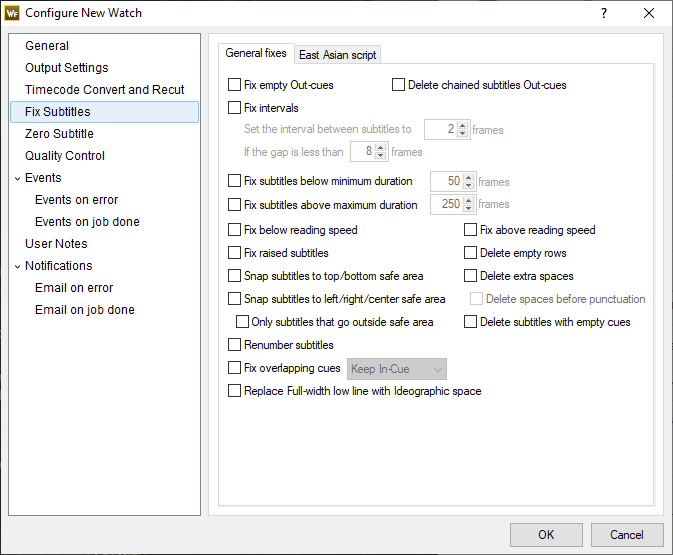 WF Configure New Watch ?
General
Output Settings
Timecode Convert and Recut
Fix Subtitles
Zero Subtitle
Quality Control
Events
Events on error
Events on job done
User Notes
Notifications
Email on error
Email on job done
General fixes East Asian script
Fix empty Out-cues Delete chained subtitles Out-cues
Fix intervals
Set the interval between subtitles to 2 frames
If the gap is less than 8 frames
Fix subtitles below minimum duration 50 frames
Fix subtitles above maximum duration 250 frames
Fix below reading speed Fix above reading speed
Fix raised subtitles Delete empty rows
Snap subtitles to top/bottom safe area Delete extra spaces
Snap subtitles to left/right/center safe area Delete spaces before punctuation
Only subtitles that go outside safe area Delete subtitles with empty cues
Renumber subtitles
Fix overlapping cues Keep In-Cue
Replace Full-width low line with Ideographic space
OK Cancel